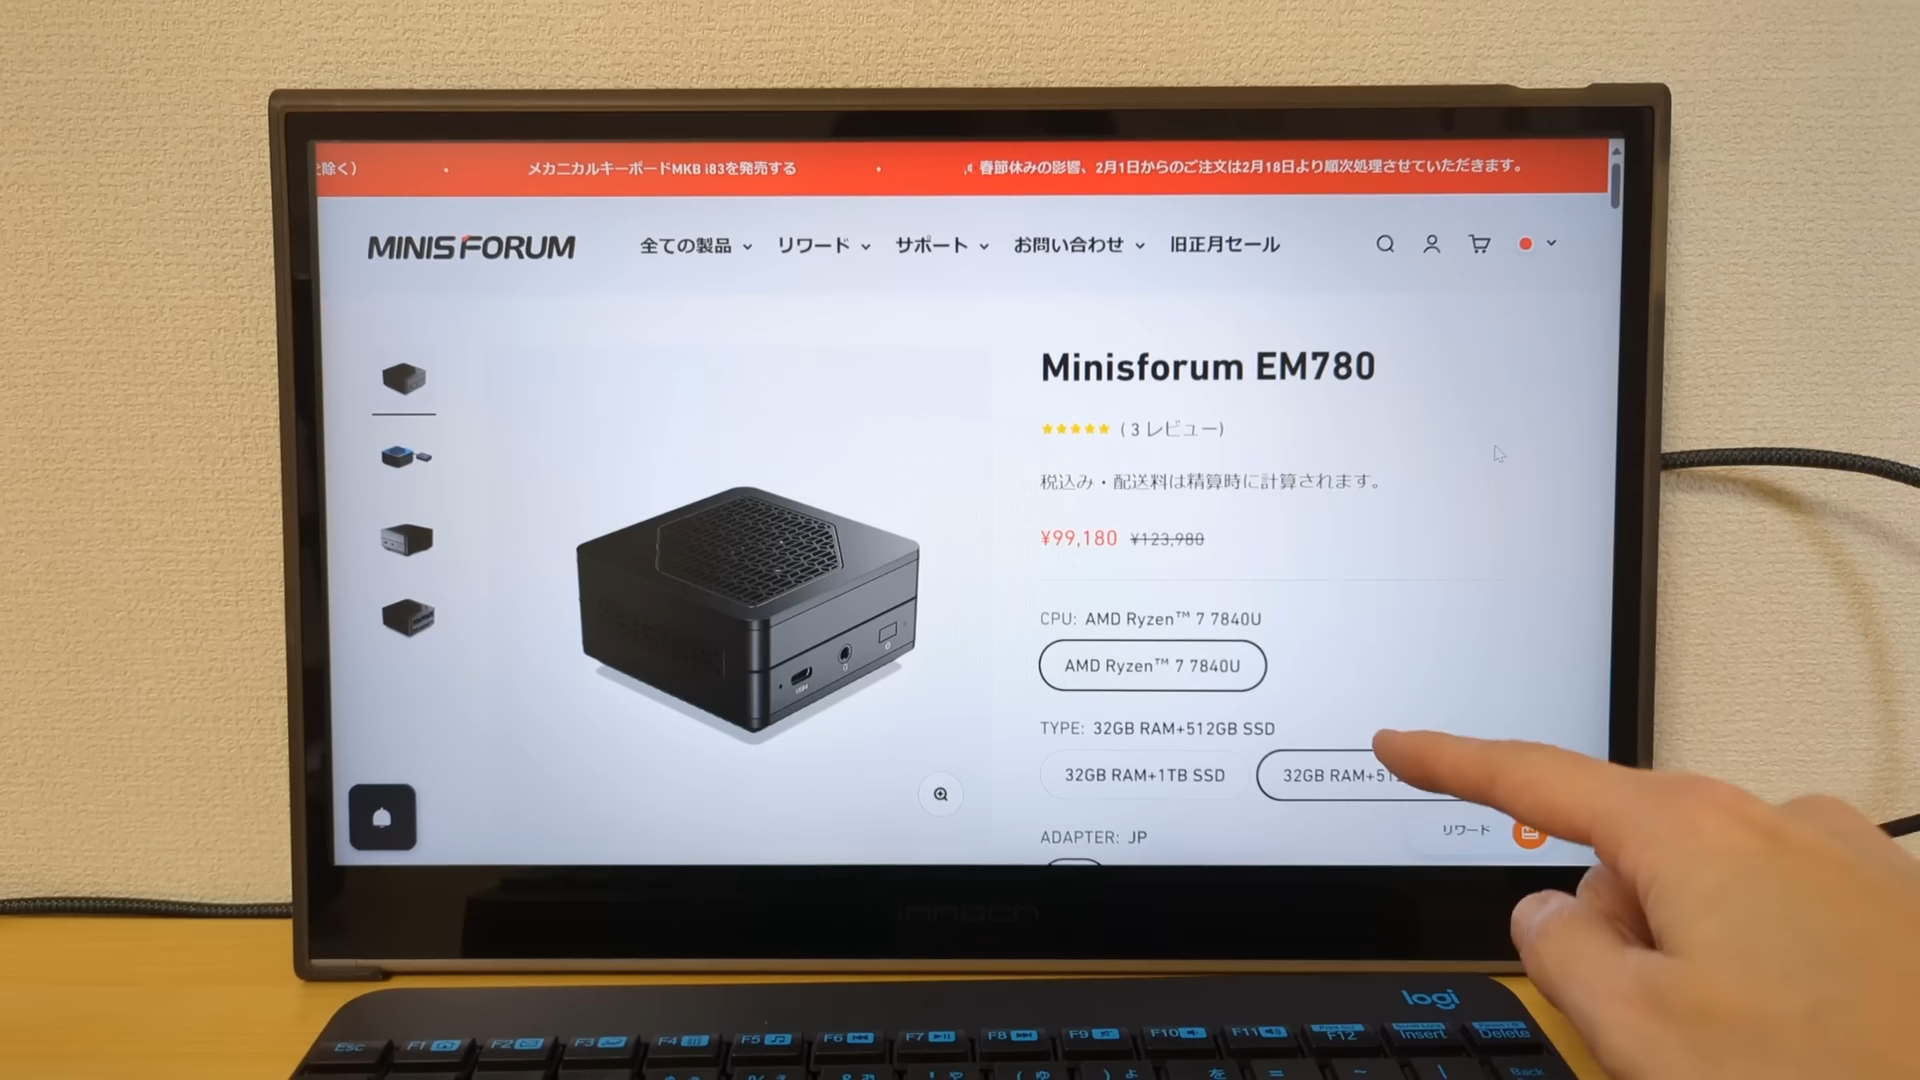 を除く）
•
メカニカルキーボードMKB i83を発売する
•
春節休みの影響、2月1日からのご注文は2月18日より順次処理させていただきます。
MINISFORUM
全ての製品
リワード
サポート
お問い合わせ
旧正月セール
Minisforum EM780
★★★★★ (3 レビュー)
税込み・配送料は精算時に計算されます。
¥99,180 ¥123,980
CPU: AMD Ryzen™ 7 7840U
AMD Ryzen™ 7 7840U
TYPE: 32GB RAM+512GB SSD
32GB RAM+1TB SSD
32GB RAM+51
リワード
ADAPTER: JP
INNOCN
logi
Esc F1 F2 F3 F4 F5 F6 F7 F8 F9 F10 F11 F12 Insert Delete
Back